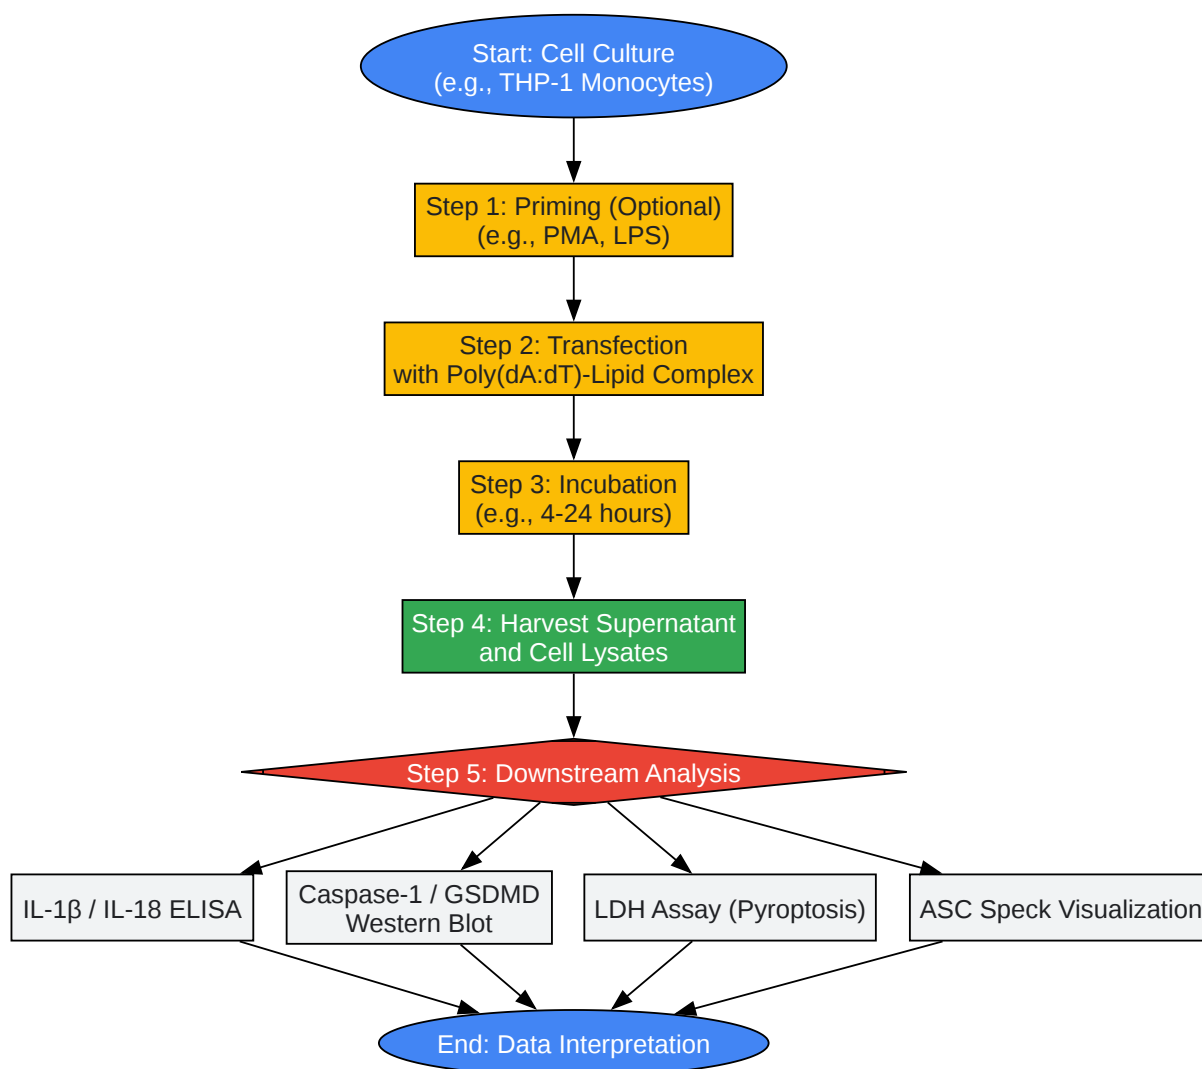 Start: Cell Culture
(e.g., THP-1 Monocytes)
Step 1: Priming (Optional)
(e.g., PMA, LPS)
Step 2: Transfection
with Poly(dA:dT)-Lipid Complex
Step 3: Incubation
(e.g., 4-24 hours)
Step 4: Harvest Supernatant
and Cell Lysates
Step 5: Downstream Analysis
IL-1β / IL-18 ELISA
Caspase-1 / GSDMD
Western Blot
LDH Assay (Pyroptosis)
ASC Speck Visualization
End: Data Interpretation